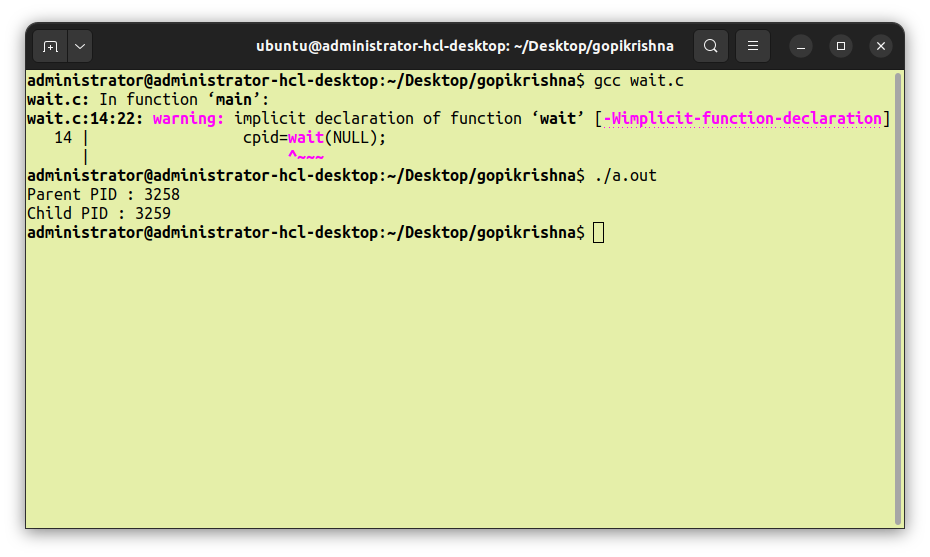 ubuntu@administrator-hcl-desktop: ~/Desktop/gopikrishna
administrator@administrator-hcl-desktop:~/Desktop/gopikrishna$ gcc wait.c
wait.c: In function ‘main’:
wait.c:14:22: warning: implicit declaration of function ‘wait’ [-Wimplicit-function-declaration]
   14 |                 cpid=wait(NULL);
      |                      ^~~~
administrator@administrator-hcl-desktop:~/Desktop/gopikrishna$ ./a.out
Parent PID : 3258
Child PID : 3259
administrator@administrator-hcl-desktop:~/Desktop/gopikrishna$